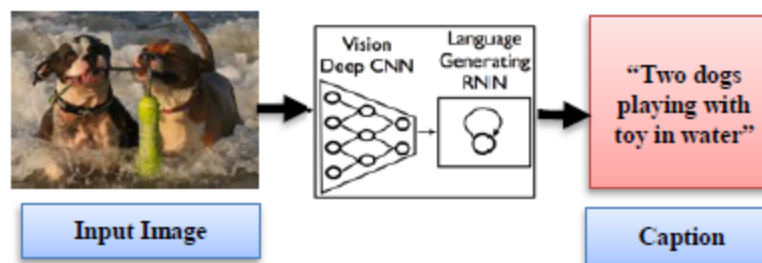 Vision
Deep CNN
Language
Generating
RNN
“Two dogs
playing with
toy in water”
Input Image
Caption